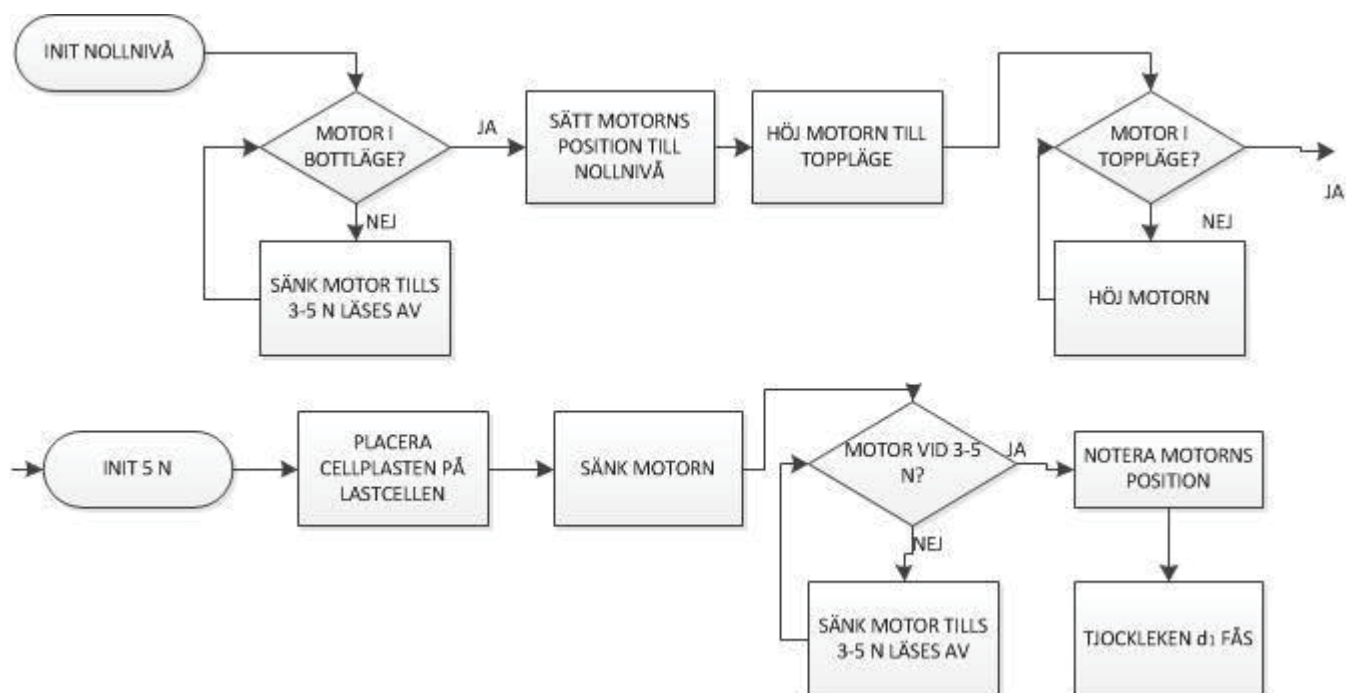 INIT NOLLNIVÅ
MOTOR I
BOTTLÄGE?
JA
NEJ
SÄNK MOTOR TILLS
3-5 N LÄSES AV
SÄTT MOTORNS
POSITION TILL
NOLLNIVÅ
HÖJ MOTORN TILL
TOPPLÄGE
MOTOR I
TOPPLÄGE?
JA
NEJ
HÖJ MOTORN
INIT 5 N
PLACERA
CELLPLASTEN PÅ
LASTCELLEN
SÄNK MOTORN
MOTOR VID 3-5
N?
JA
NEJ
SÄNK MOTOR TILLS
3-5 N LÄSES AV
NOTERA MOTORNS
POSITION
TJOCKLEKEN d₁ FÅS